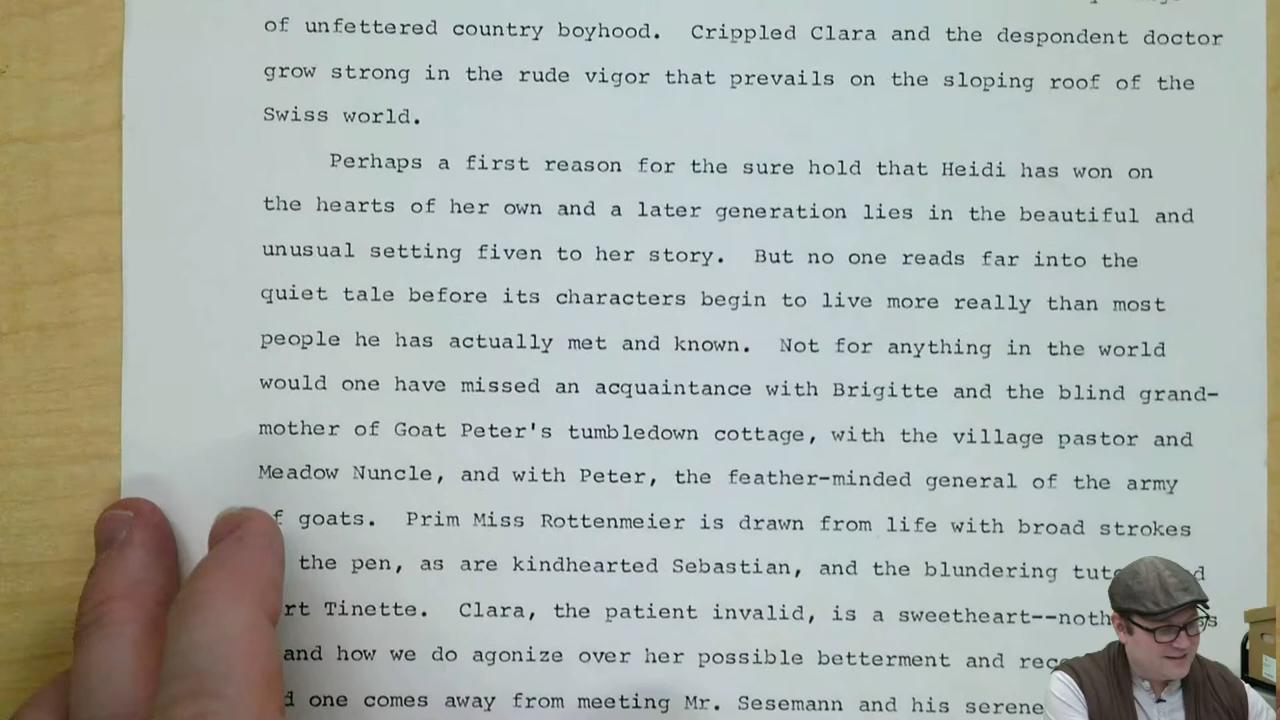 of unfettered country boyhood. Crippled Clara and the despondent doctor
grow strong in the rude vigor that prevails on the sloping roof of the
Swiss world.
Perhaps a first reason for the sure hold that Heidi has won on
the hearts of her own and a later generation lies in the beautiful and
unusual setting fiven to her story. But no one reads far into the
quiet tale before its characters begin to live more really than most
people he has actually met and known. Not for anything in the world
would one have missed an acquaintance with Brigitte and the blind grand-
mother of Goat Peter's tumbledown cottage, with the village pastor and
Meadow Nuncle, and with Peter, the feather-minded general of the army
goats. Prim Miss Rottenmeier is drawn from life with broad strokes
the pen, as are kindhearted Sebastian, and the blundering
Tinette. Clara, the patient invalid, is a sweetheart--
and how we do agonize over her possible betterment and
one comes away from meeting Mr. Sesemann and his serene